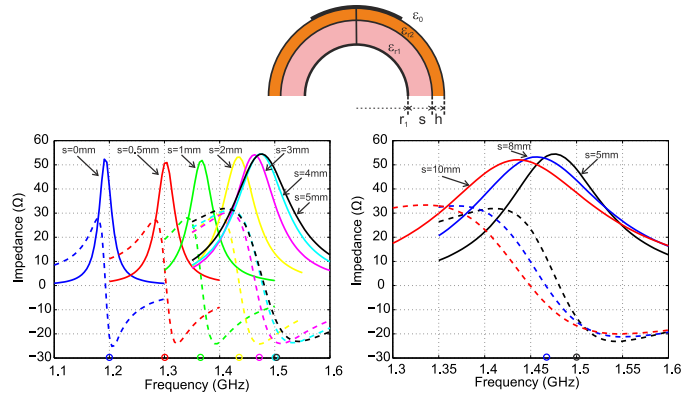 ε0
εr2
εr1
r1 s h
60
50
40
30
20
10
0
−10
−20
−30
Impedance (Ω)
s=0mm
s=0.5mm
s=1mm
s=2mm
s=3mm
s=4mm
s=5mm
1.1 1.2 1.3 1.4 1.5 1.6
Frequency (GHz)
60
50
40
30
20
10
0
−10
−20
−30
Impedance (Ω)
s=8mm
s=5mm
s=10mm
1.3 1.4 1.45 1.5 1.55 1.6
Frequency (GHz)